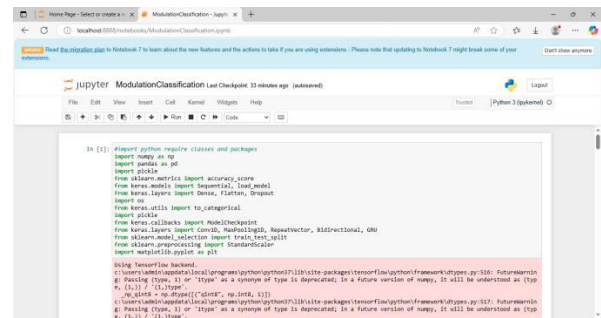 Home Page - Select or create a n
ModulationClassification - Jupyt
localhost:8888/notebooks/ModulationClassification.ipynb
Read the migration plan to Notebook 7 to learn about the new features and the actions to take if you are using extensions - Please note that updating to Notebook 7 might break some of your
extensions.
Don't show anymore
jupyter ModulationClassification Last Checkpoint: 33 minutes ago (autosaved)
Logout
File Edit View Insert Cell Kernel Widgets Help
Trusted
Python 3 (ipykernel)
Run
Code
In [1]: #import python require classes and packages
import numpy as np
import pandas as pd
import pickle
from sklearn.metrics import accuracy_score
from keras.models import Sequential, load_model
from keras.layers import Dense, Flatten, Dropout
import os
from keras.utils import to_categorical
import pickle
from keras.callbacks import ModelCheckpoint
from keras.layers import Conv1D, MaxPooling1D, RepeatVector, Bidirectional, GRU
from sklearn.model_selection import train_test_split
from sklearn.preprocessing import StandardScaler
import matplotlib.pyplot as plt
Using TensorFlow backend.
c:\users\admin\appdata\local\programs\python\python37\lib\site-packages\tensorflow\python\framework\dtypes.py:516: FutureWarnin
g: Passing (type, 1) or '1type' as a synonym of type is deprecated; in a future version of numpy, it will be understood as (typ
e, (1,)) / '(1,)type'.
_np_qint8 = np.dtype([("qint8", np.int8, 1)])
c:\users\admin\appdata\local\programs\python\python37\lib\site-packages\tensorflow\python\framework\dtypes.py:517: FutureWarnin
g: Passing (type, 1) or '1type' as a synonym of type is deprecated; in a future version of numpy, it will be understood as (typ
e, (1,)) / '(1,)type'.